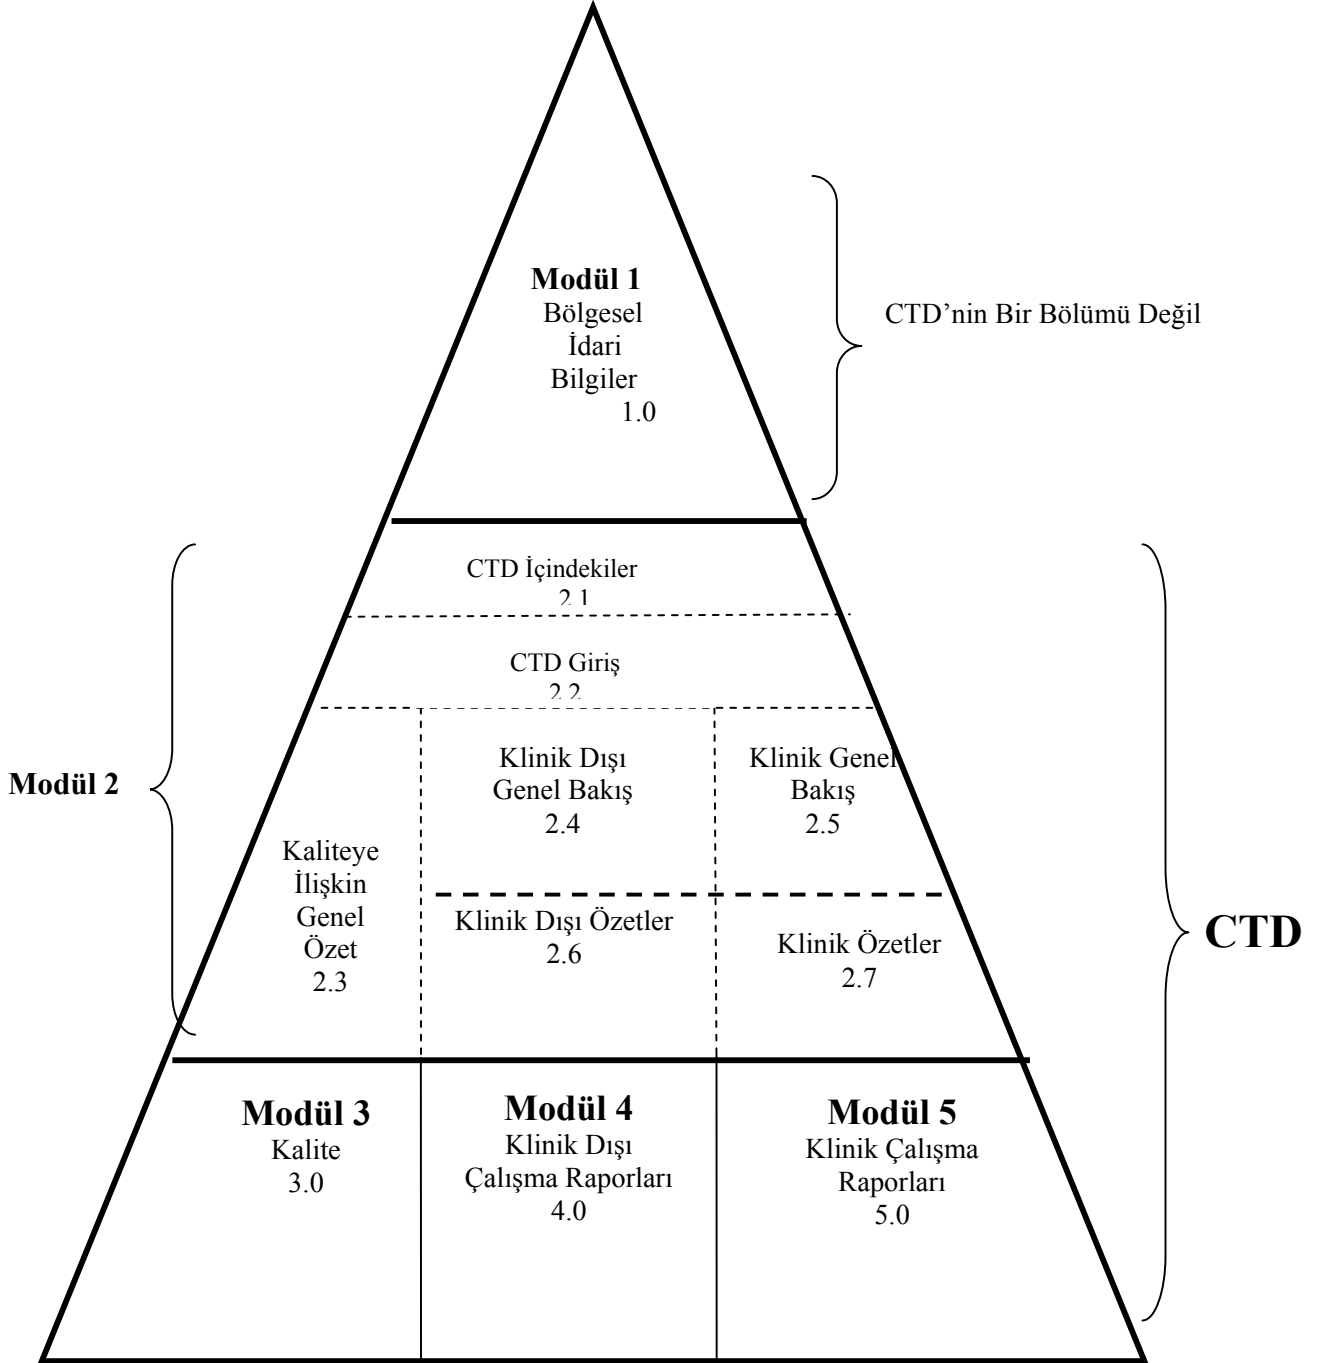 Modül 1
Bölgesel
İdari
Bilgiler
1.0
CTD’nin Bir Bölümü Değil
CTD İçindekiler
2.1
CTD Giriş
2.2
Modül 2
Kaliteye
İlişkin
Genel
Özet
2.3
Klinik Dışı
Genel Bakış
2.4
Klinik Genel
Bakış
2.5
Klinik Dışı Özetler
2.6
Klinik Özetler
2.7
CTD
Modül 3
Kalite
3.0
Modül 4
Klinik Dışı
Çalışma Raporları
4.0
Modül 5
Klinik Çalışma
Raporları
5.0